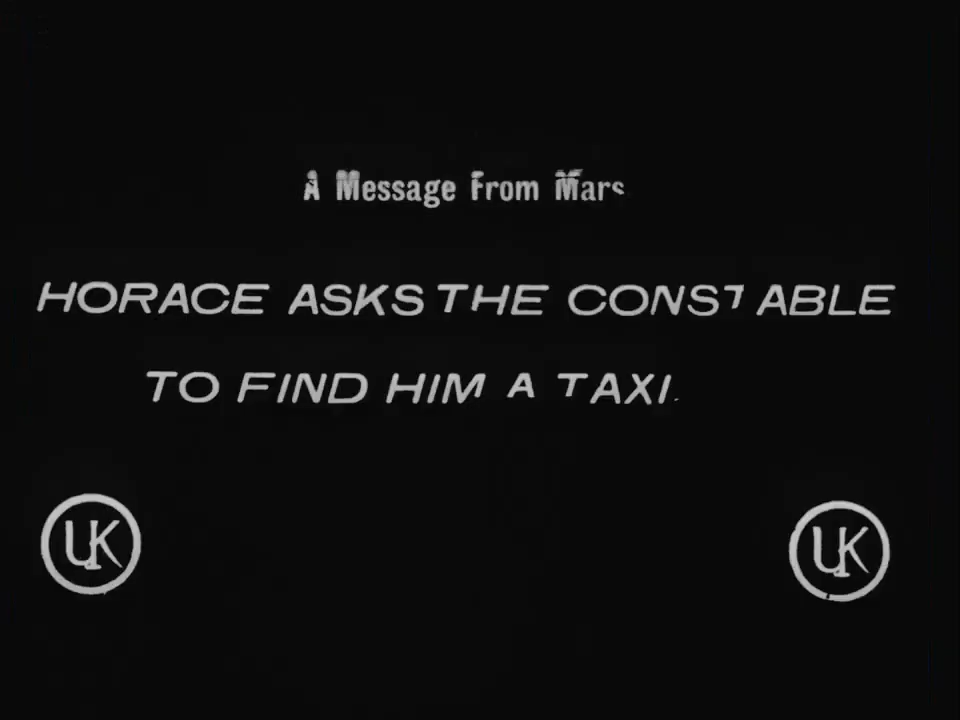 A Message From Mars
HORACE ASKS THE CONSTABLE
TO FIND HIM A TAXI.
UK UK